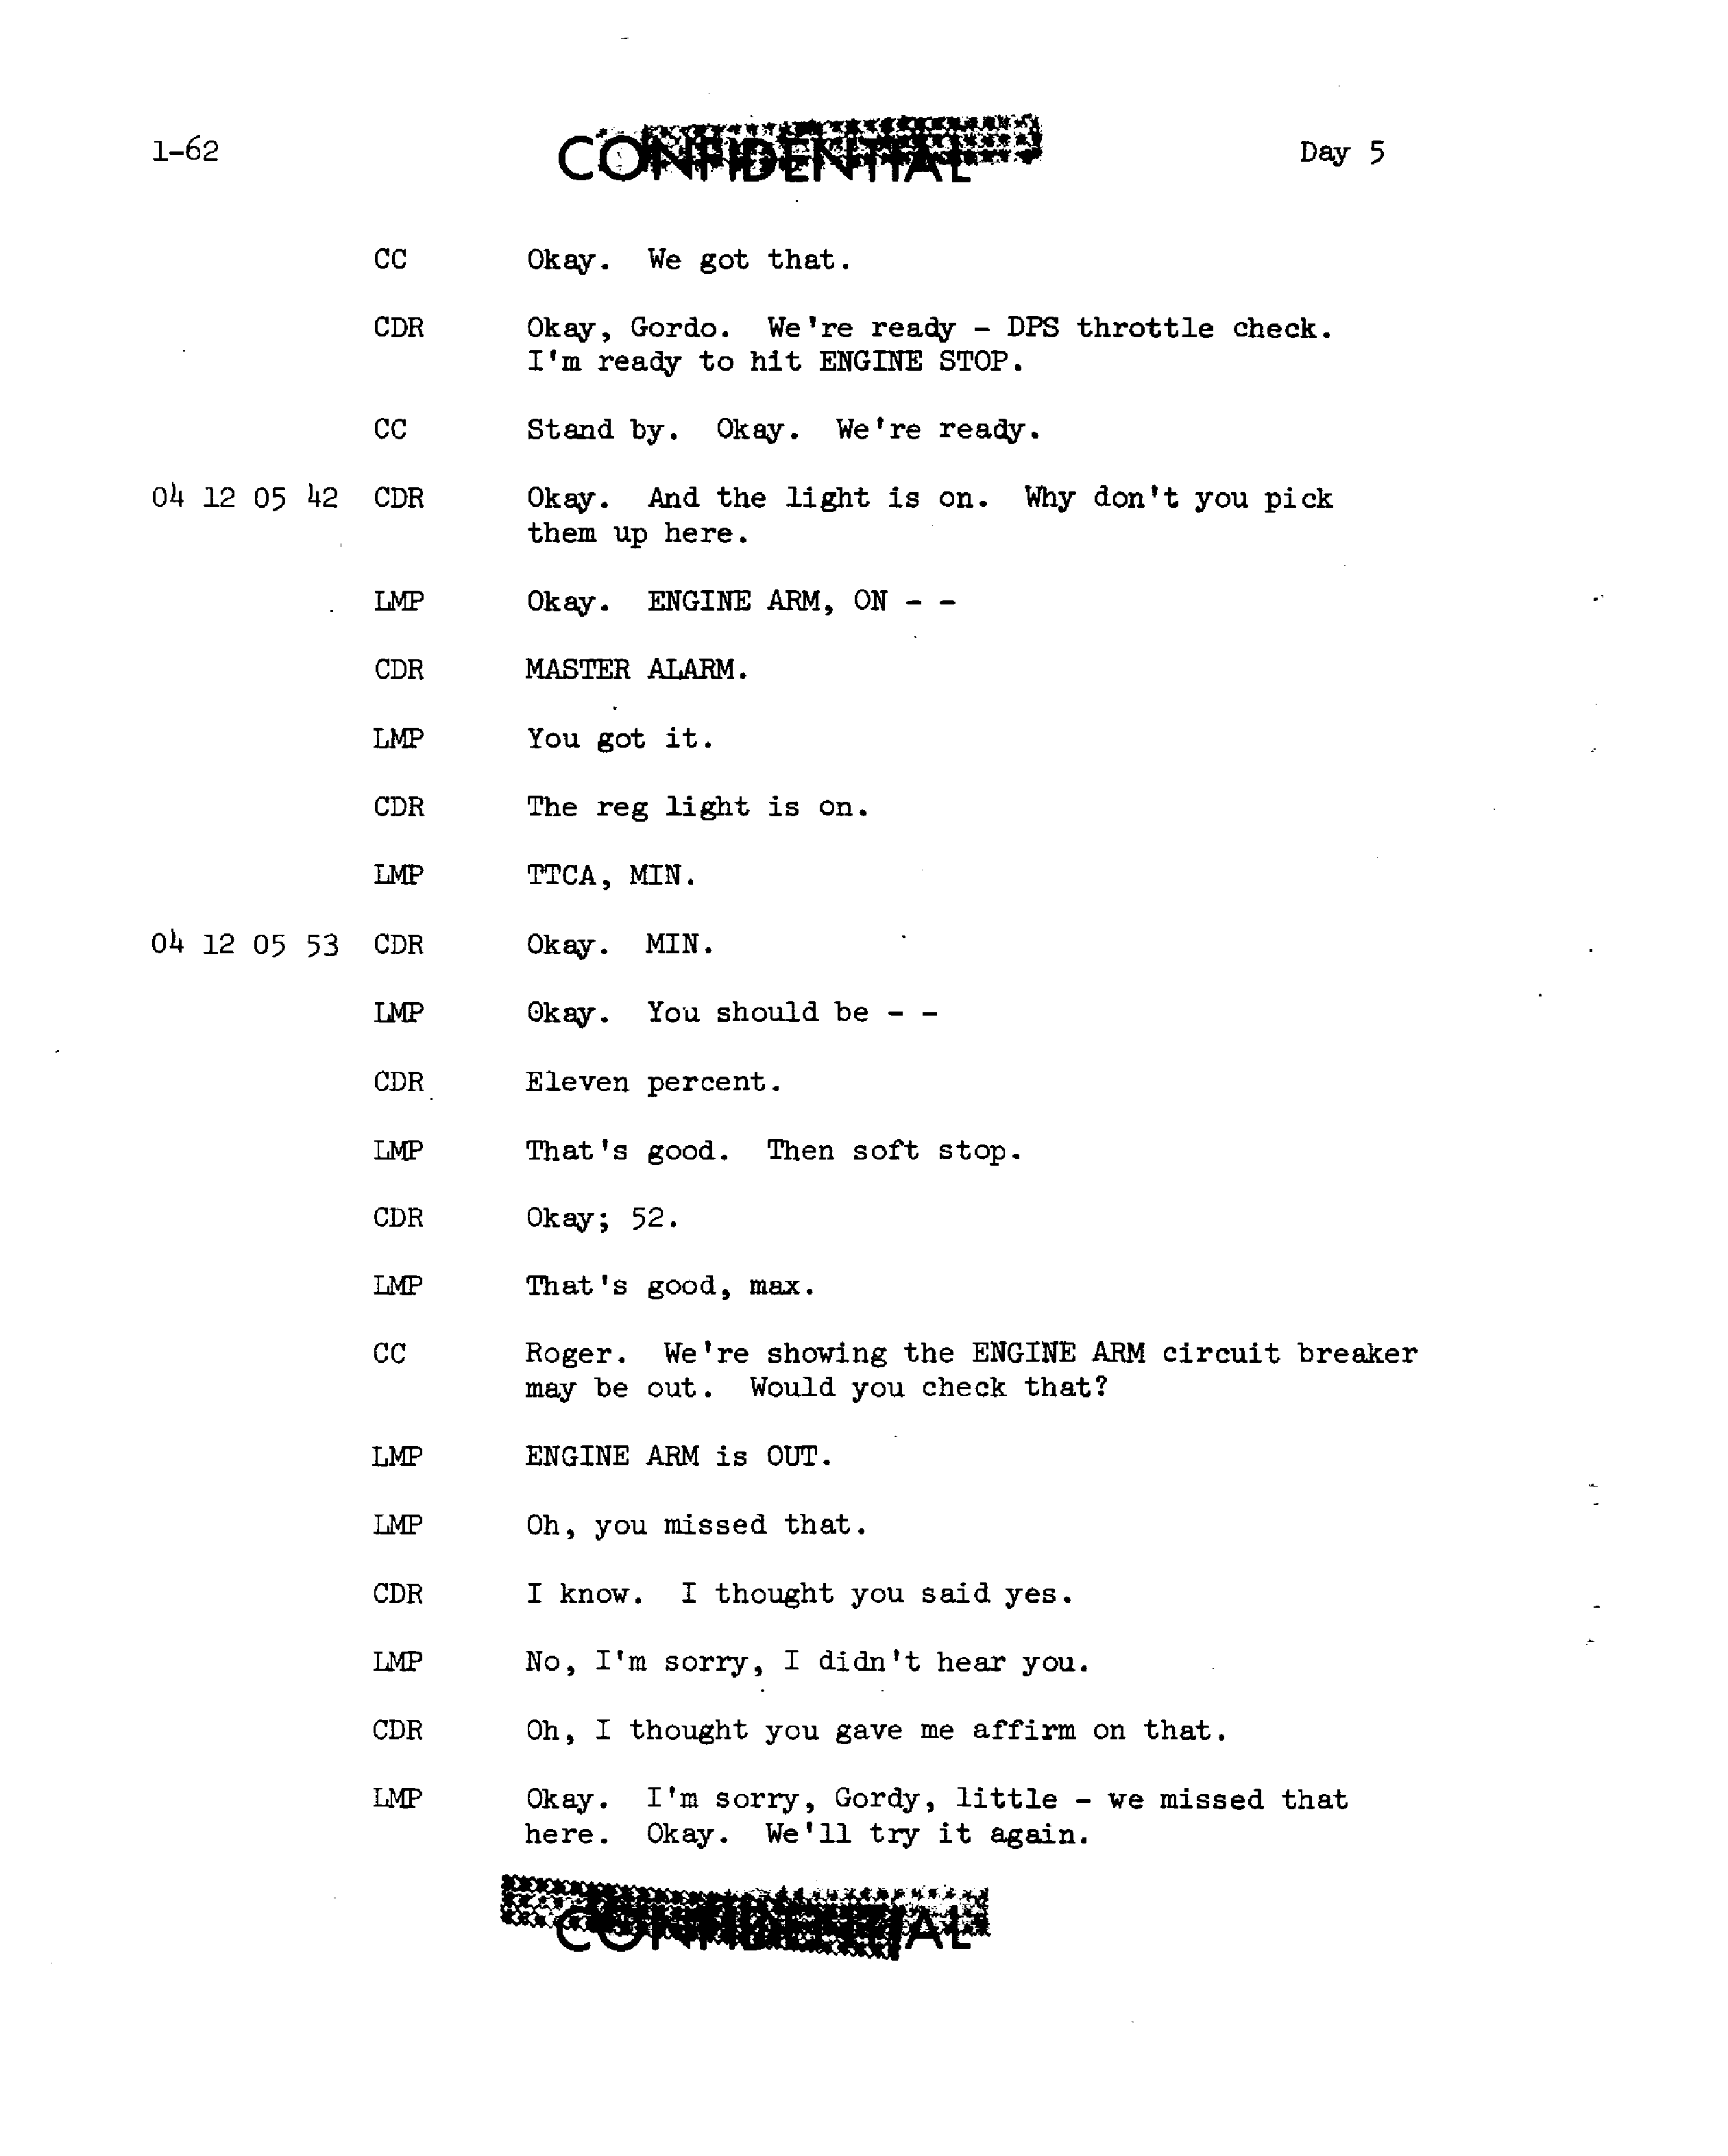 1-62 CONFIDENTIAL Day 5
CC Okay. We got that.
CDR Okay, Gordo. We're ready - DPS throttle check.
I'm ready to hit ENGINE STOP.
CC Stand by. Okay. We're ready.
04 12 05 42 CDR Okay. And the light is on. Why don't you pick
them up here.
LMP Okay. ENGINE ARM, ON - -
CDR MASTER ALARM.
LMP You got it.
CDR The reg light is on.
LMP TTCA, MIN.
04 12 05 53 CDR Okay. MIN.
LMP Okay. You should be - -
CDR Eleven percent.
LMP That's good. Then soft stop.
CDR Okay; 52.
LMP That's good, max.
CC Roger. We're showing the ENGINE ARM circuit breaker
may be out. Would you check that?
LMP ENGINE ARM is OUT.
LMP Oh, you missed that.
CDR I know. I thought you said yes.
LMP No, I'm sorry, I didn't hear you.
CDR Oh, I thought you gave me affirm on that.
LMP Okay. I'm sorry, Gordy, little - we missed that
here. Okay. We'll try it again.
CONFIDENTIAL